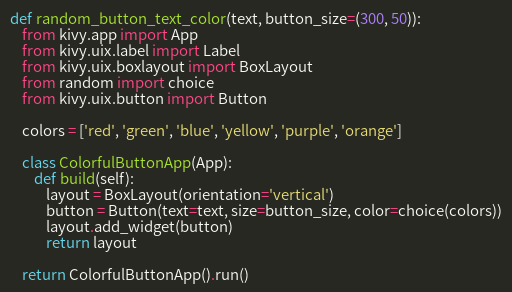 def random_button_text_color(text, button_size=(300, 50)):
    from kivy.app import App
    from kivy.uix.label import Label
    from kivy.uix.boxlayout import BoxLayout
    from random import choice
    from kivy.uix.button import Button

    colors = ['red', 'green', 'blue', 'yellow', 'purple', 'orange']

    class ColorfulButtonApp(App):
        def build(self):
            layout = BoxLayout(orientation='vertical')
            button = Button(text=text, size=button_size, color=choice(colors))
            layout.add_widget(button)
            return layout

    return ColorfulButtonApp().run()